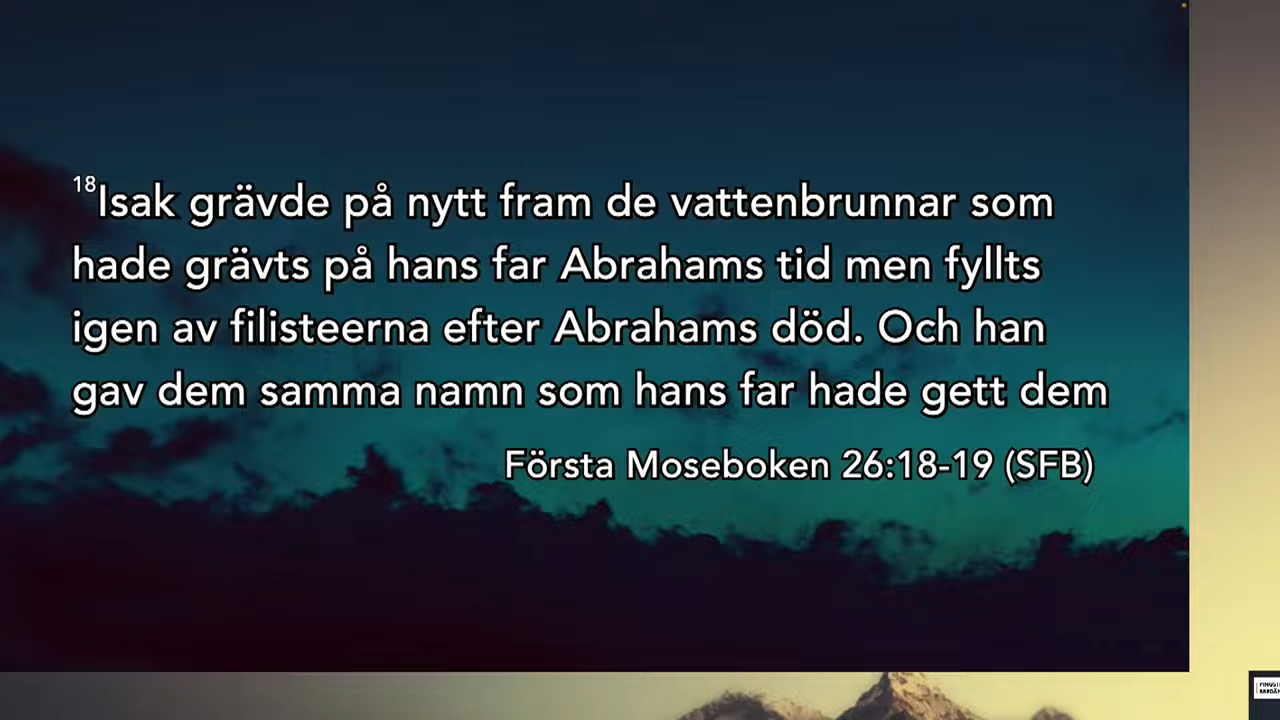 18Isak grävde på nytt fram de vattenbrunnar som
hade grävts på hans far Abrahams tid men fyllts
igen av filisteerna efter Abrahams död. Och han
gav dem samma namn som hans far hade gett dem
Första Moseboken 26:18-19 (SFB)